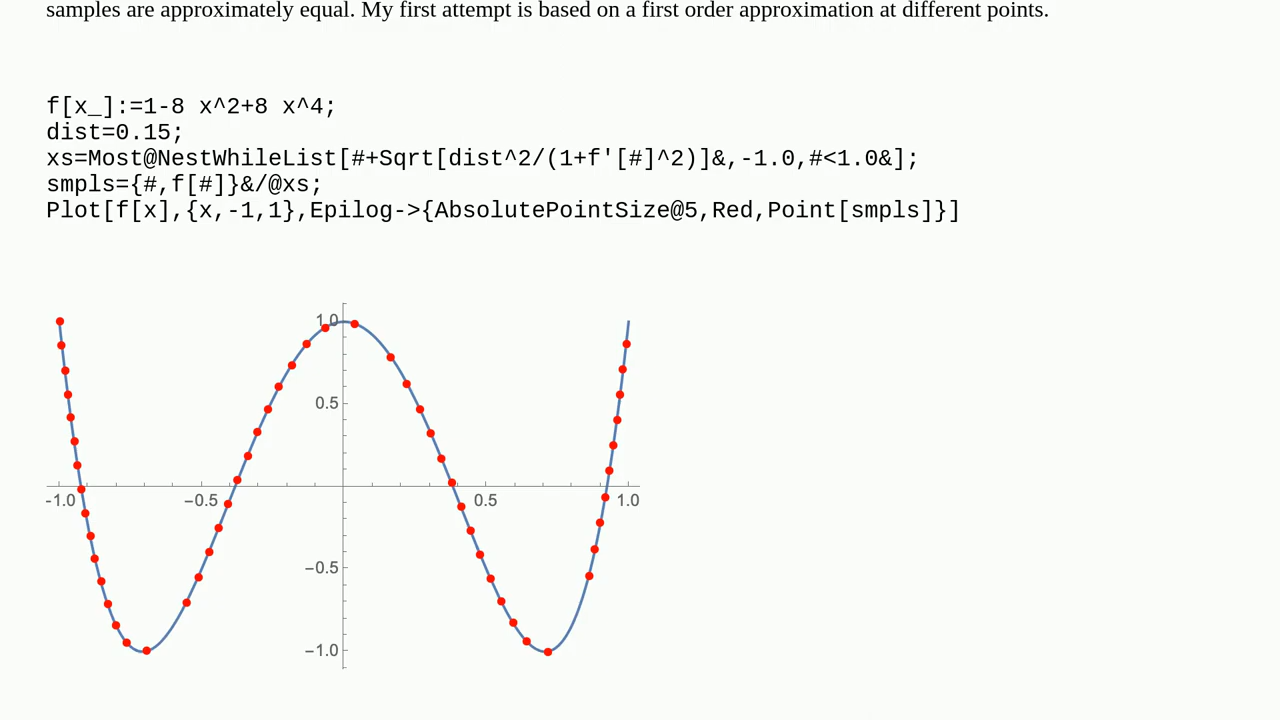 samples are approximately equal. My first attempt is based on a first order approximation at different points.
f[x_]:=1-8 x^2+8 x^4;
dist=0.15;
xs=Most@NestWhileList[#+Sqrt[dist^2/(1+f'[#]^2)]&,-1.0,#<1.0&];
smpls={#,f[#]}&/@xs;
Plot[f[x],{x,-1,1},Epilog->{AbsolutePointSize@5,Red,Point[smpls]}]
1.0
0.5
-1.0 −0.5 0.5 1.0
−0.5
−1.0